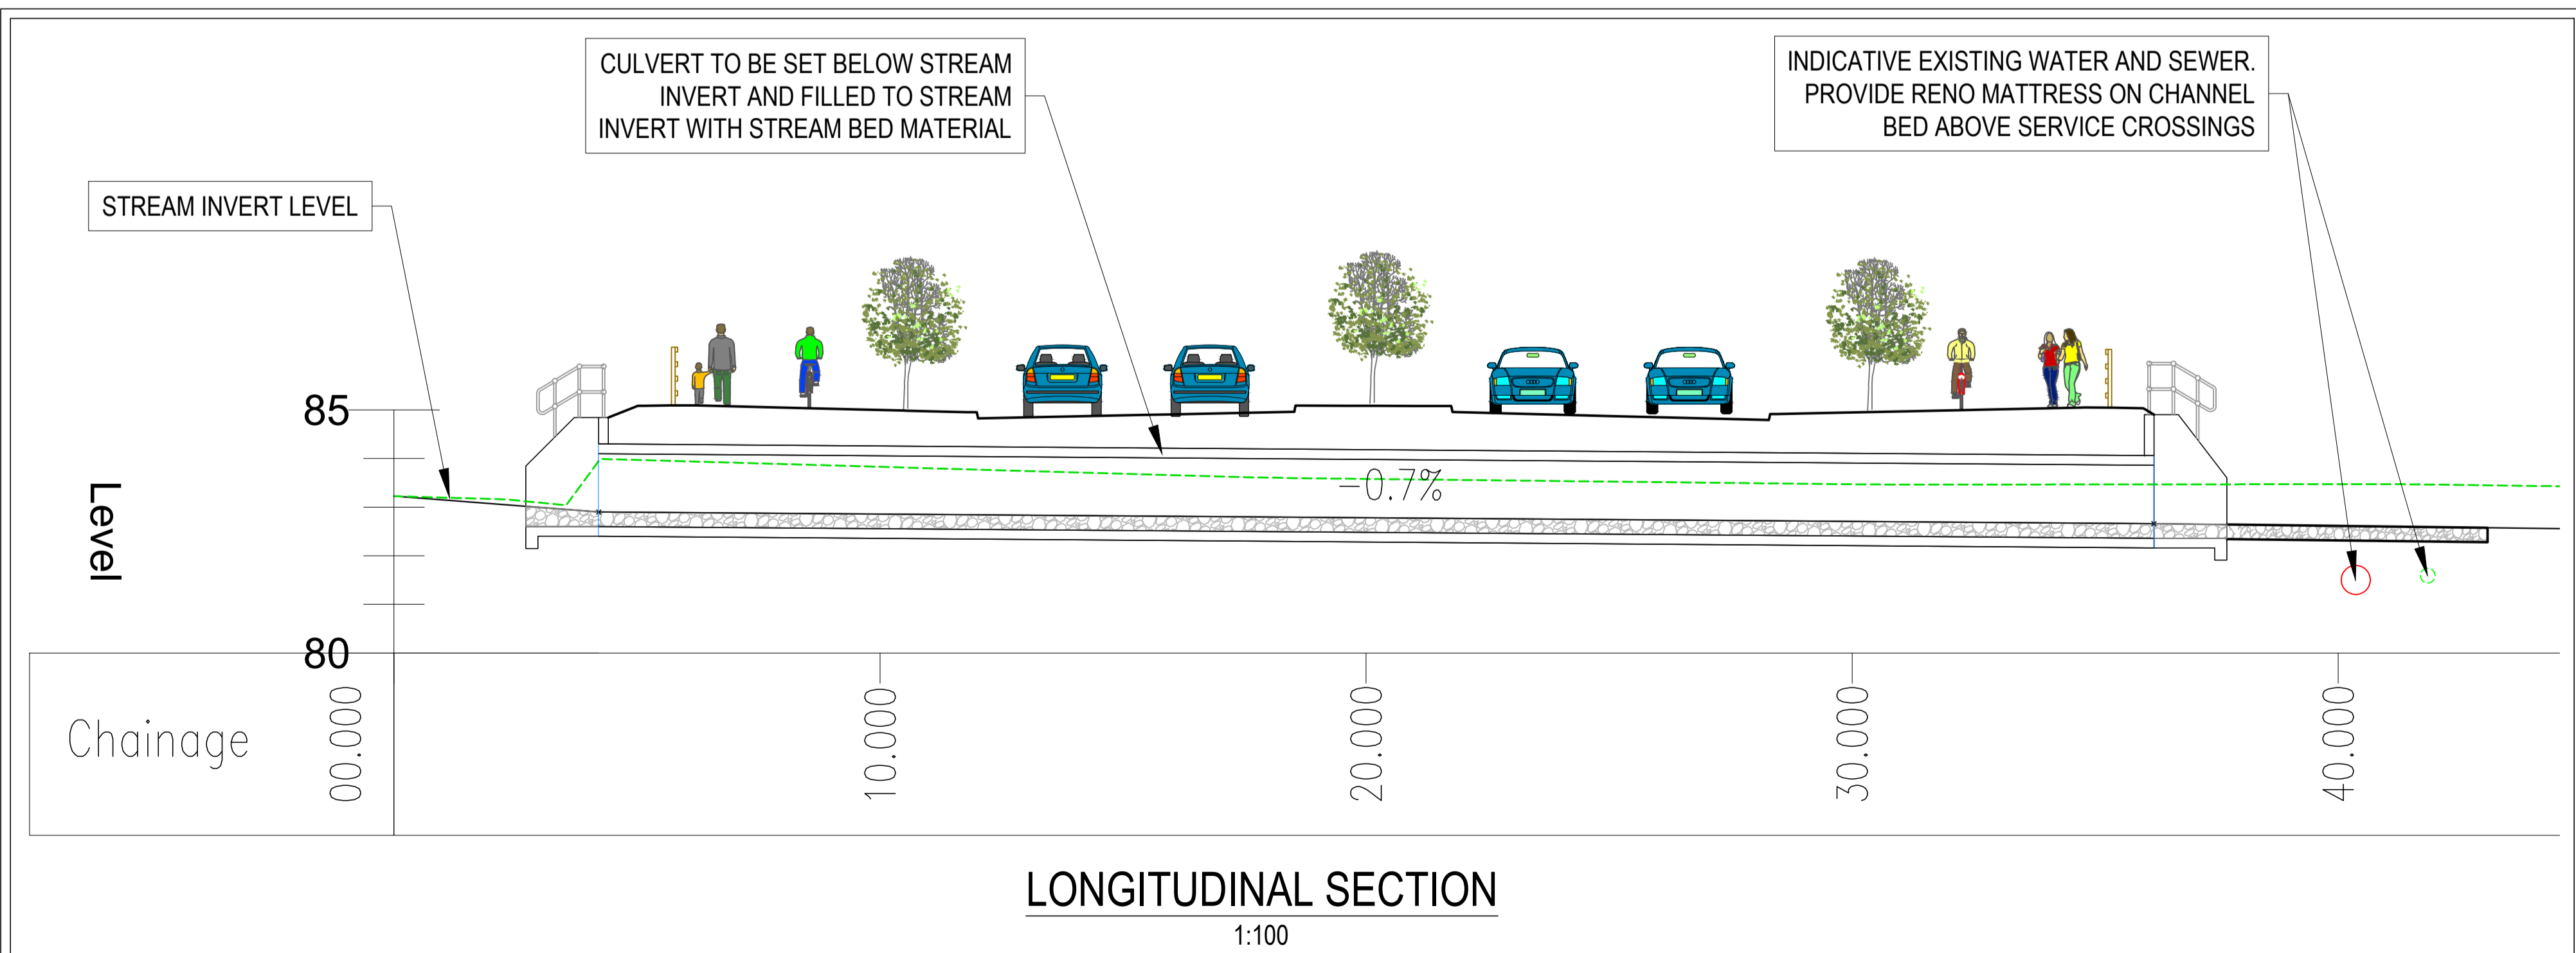 CULVERT TO BE SET BELOW STREAM
INVERT AND FILLED TO STREAM
INVERT WITH STREAM BED MATERIAL
INDICATIVE EXISTING WATER AND SEWER.
PROVIDE RENO MATTRESS ON CHANNEL
BED ABOVE SERVICE CROSSINGS
STREAM INVERT LEVEL
85
-0.7%
Level
80
Chainage
00.000
10.000
20.000
30.000
40.000
LONGITUDINAL SECTION
1:100